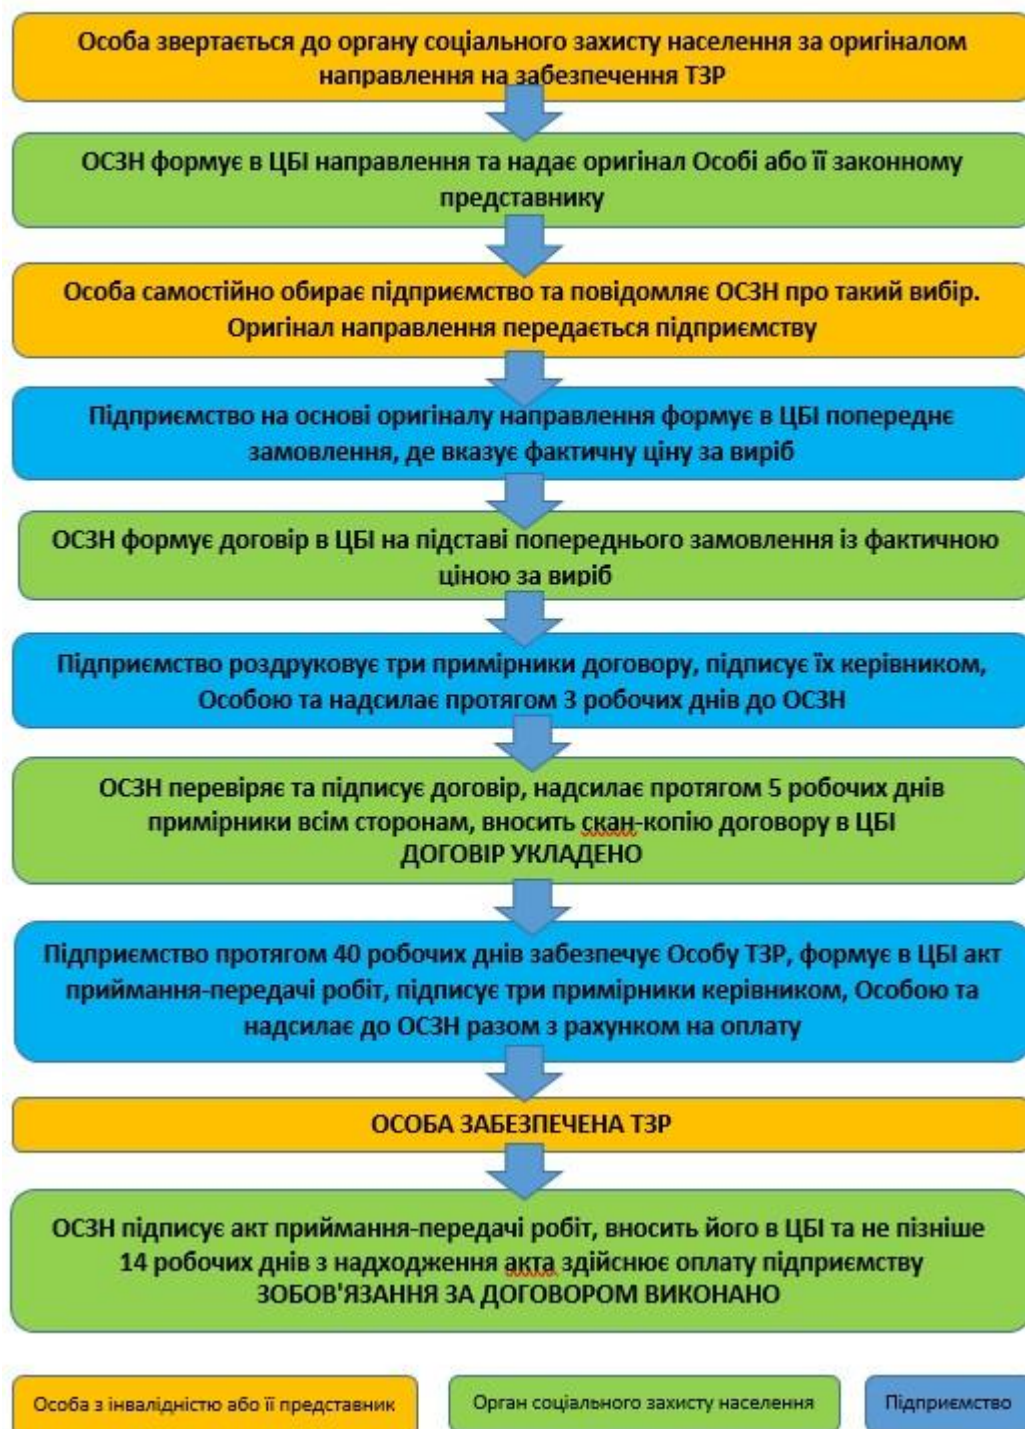 Особа звертається до органу соціального захисту населення за оригіналом
направлення на забезпечення ТЗР
ОСЗН формує в ЦБІ направлення та надає оригінал Особі або її законному
представнику
Особа самостійно обирає підприємство та повідомляє ОСЗН про такий вибір.
Оригінал направлення передається підприємству
Підприємство на основі оригіналу направлення формує в ЦБІ попереднє
замовлення, де вказує фактичну ціну за виріб
ОСЗН формує договір в ЦБІ на підставі попереднього замовлення із фактичною
ціною за виріб
Підприємство роздруковує три примірники договору, підписує їх керівником,
Особою та надсилає протягом 3 робочих днів до ОСЗН
ОСЗН перевіряє та підписує договір, надсилає протягом 5 робочих днів
примірники всім сторонам, вносить скан-копію договору в ЦБІ
ДОГОВІР УКЛАДЕНО
Підприємство протягом 40 робочих днів забезпечує Особу ТЗР, формує в ЦБІ акт
приймання-передачі робіт, підписує три примірники керівником, Особою та
надсилає до ОСЗН разом з рахунком на оплату
ОСОБА ЗАБЕЗПЕЧЕНА ТЗР
ОСЗН підписує акт приймання-передачі робіт, вносить його в ЦБІ та не пізніше
14 робочих днів з надходження акта здійснює оплату підприємству
ЗОБОВ'ЯЗАННЯ ЗА ДОГОВОРОМ ВИКОНАНО
Особа з інвалідністю або її представник
Орган соціального захисту населення
Підприємство